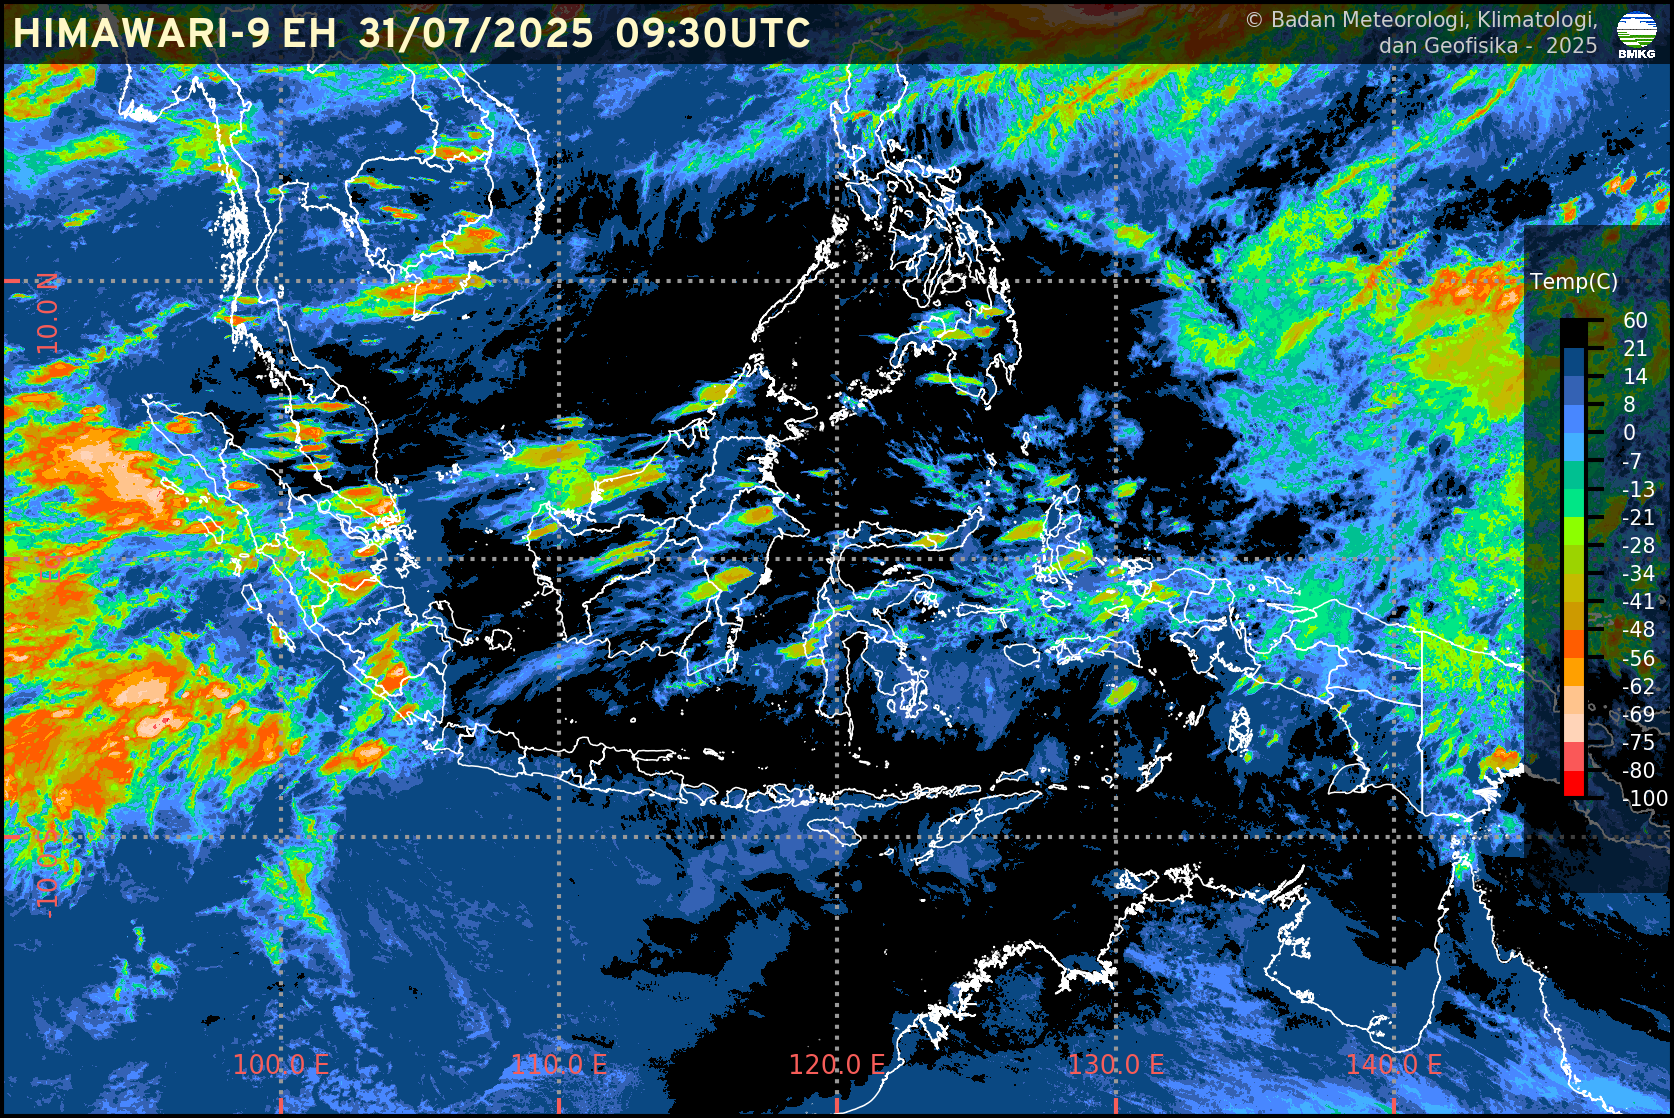 HIMAWARI-9 EH 31/07/2025 09:30UTC
© Badan Meteorologi, Klimatologi,
dan Geofisika - 2025
BMKG
10.0 N
Temp(C)
60
21
14
8
0
-7
-13
-21
-28
-34
-41
-48
-56
-62
-69
-75
-80
-100
100.0 E
110.0 E
120.0 E
130.0 E
140.0 E